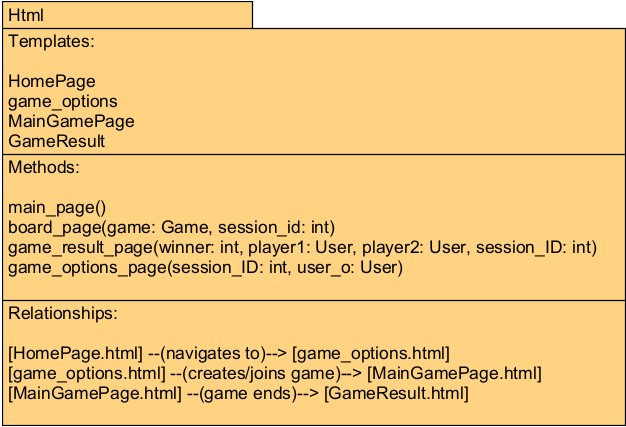 Html
Templates:
HomePage
game_options
MainGamePage
GameResult
Methods:
main_page()
board_page(game: Game, session_id: int)
game_result_page(winner: int, player1: User, player2: User, session_ID: int)
game_options_page(session_ID: int, user_o: User)
Relationships:
[HomePage.html] --(navigates to)--> [game_options.html]
[game_options.html] --(creates/joins game)--> [MainGamePage.html]
[MainGamePage.html] --(game ends)--> [GameResult.html]